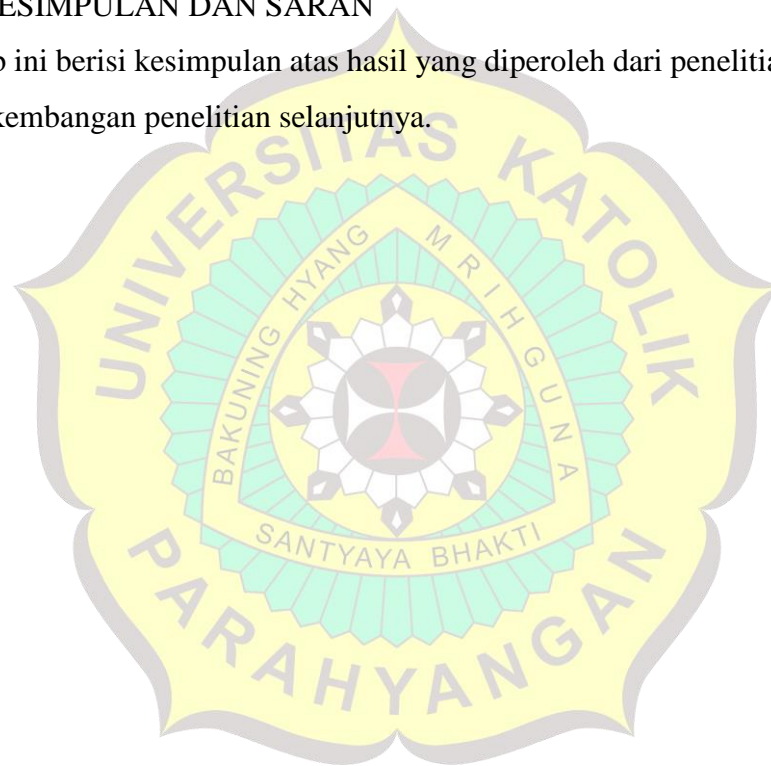 ESIMPULAN DAN SARAN
ini berisi kesimpulan atas hasil yang diperoleh dari
kembangan penelitian selanjutnya.
UNIVERSITAS KATOLIK
BAKUNING HYANG MRIHGUNA
SANTYAYA BHAKTI
PARAHYANGAN